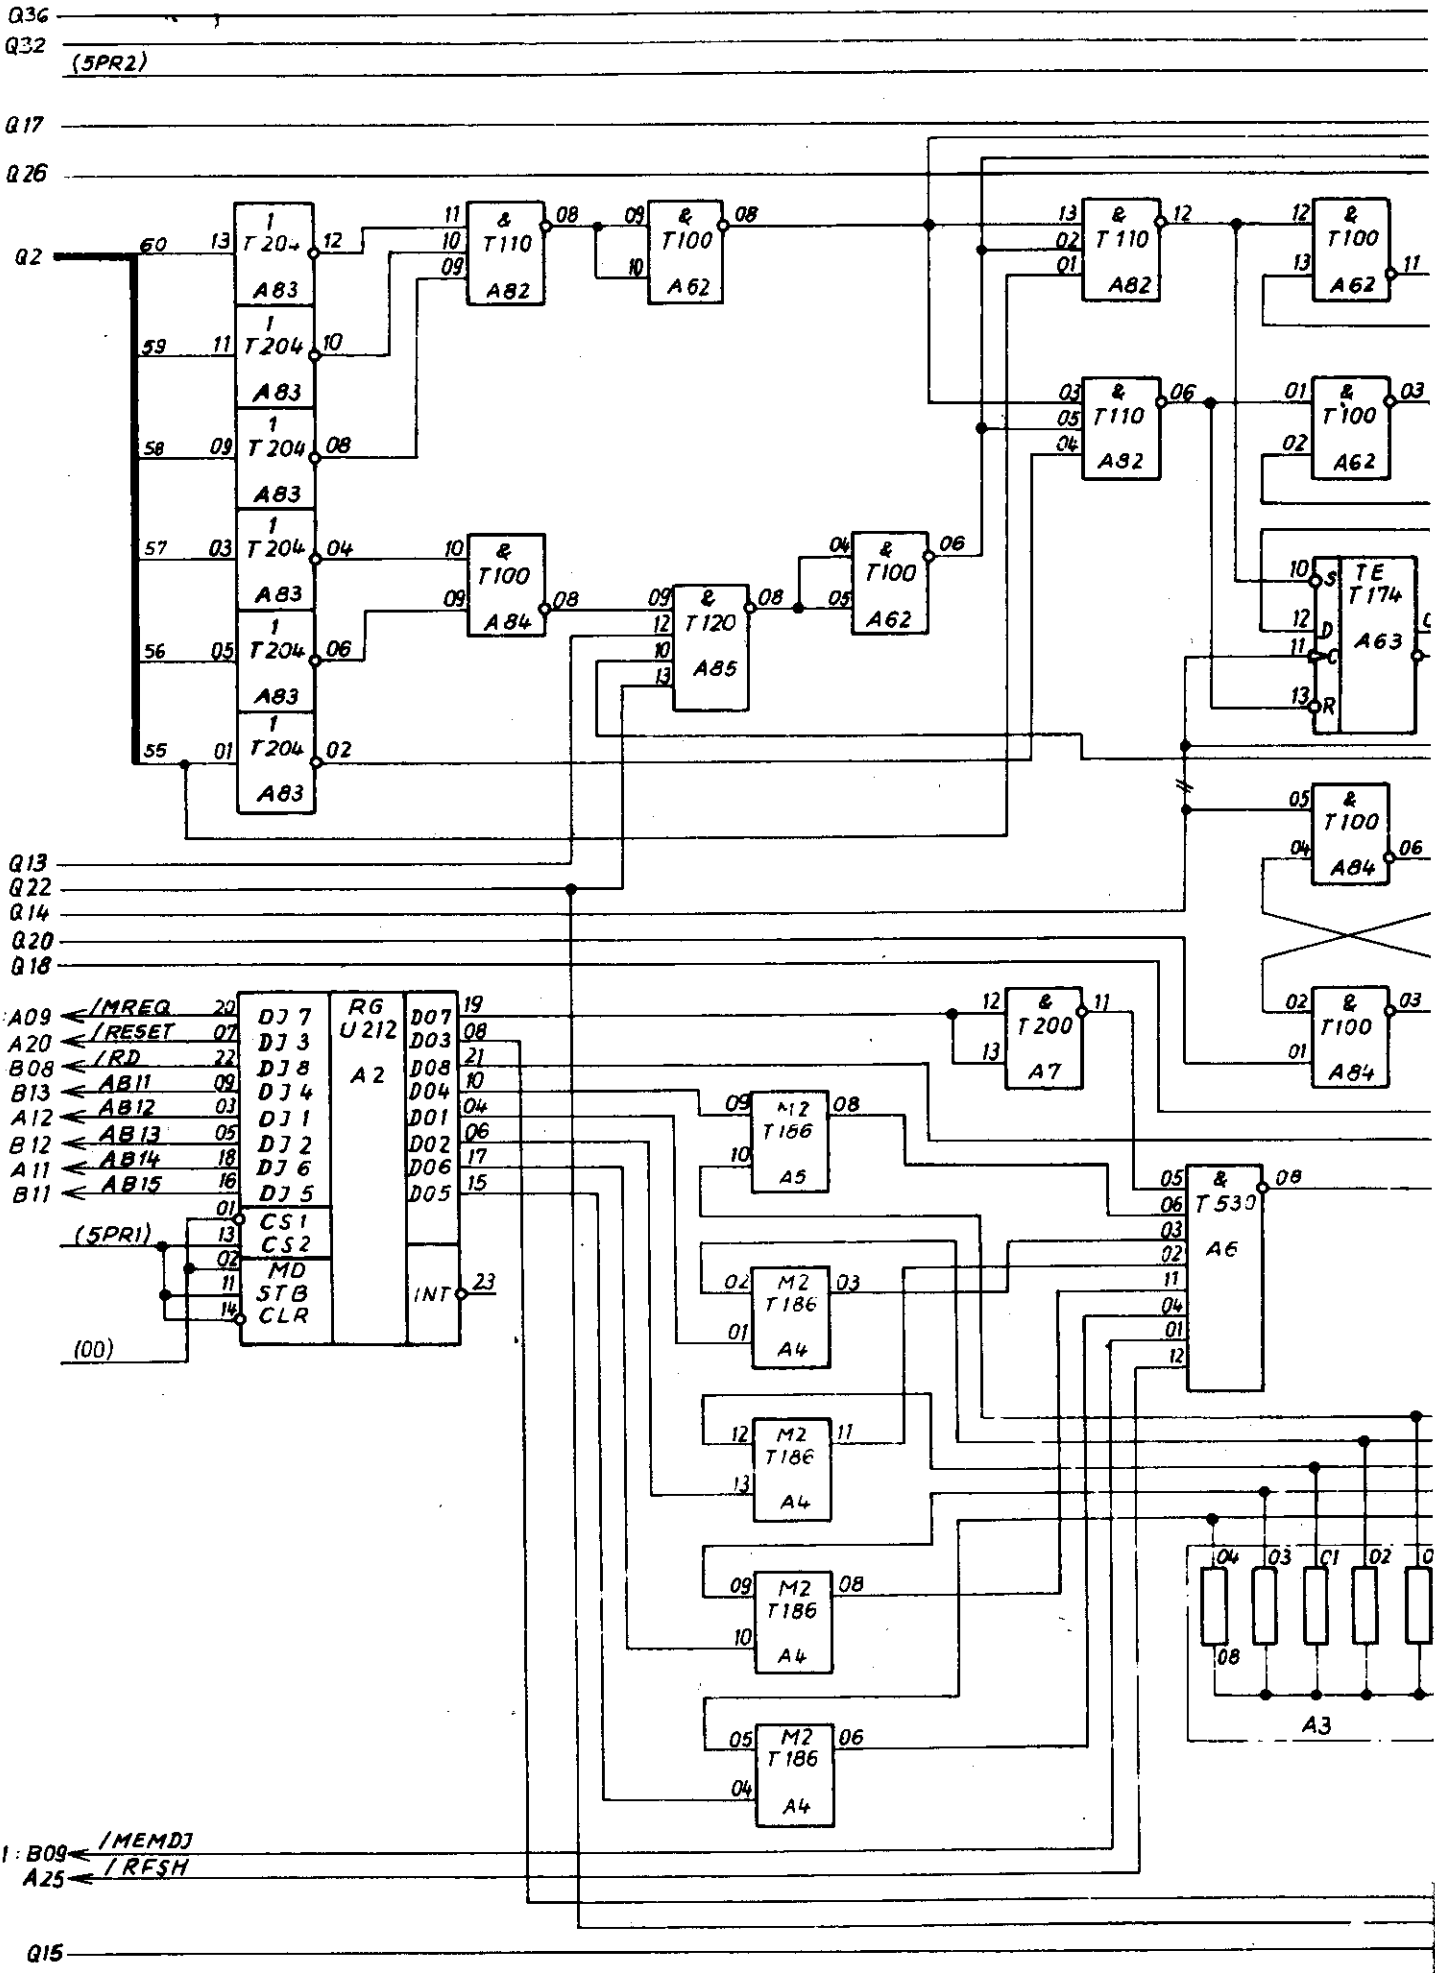 Q36
Q32
(5PR2)
Q17
Q26
Q2
60 13 1 T204 12 A83
59 11 1 T204 10 A83
58 09 1 T204 08 A83
57 03 1 T204 04 A83
56 05 1 T204 06 A83
55 01 1 T204 02 A83
11 10 09 & T110 08 A82
09 10 & T100 08 A62
13 02 01 & T110 12 A82
12 13 & T100 11 A62
03 05 04 & T110 06 A82
01 02 & T100 03 A62
10 09 & T100 08 A84
09 12 10 13 & T120 08 A85
04 05 & T100 06 A62
10 S TE T174
12 D A63
11 C
13 R
05 04 & T100 06 A84
Q13
Q22
Q14
Q20
Q18
02 01 & T100 03 A84
RG U212 A2
:A09 /MREQ 20 DJ7 DO7 19
A20 /RESET 07 DJ3 DO3 08
B08 /RD 22 DJ8 DO8 21
B13 AB11 09 DJ4 DO4 10
A12 AB12 03 DJ1 DO1 04
B12 AB13 05 DJ2 DO2 06
A11 AB14 18 DJ6 DO6 17
B11 AB15 16 DJ5 DO5 15
01 CS1
(5PR1) 13 CS2
02 MD
11 STB INT 23
14 CLR
(00)
12 13 & T200 11 A7
09 10 M2 T186 08 A5
02 01 M2 T186 03 A4
12 13 M2 T186 11 A4
09 10 M2 T186 08 A4
05 04 M2 T186 06 A4
05 06 03 02 11 04 01 12 & T530 08 A6
04 03 01 02
08
A3
1:B09 /MEMDJ
A25 /RFSH
Q15